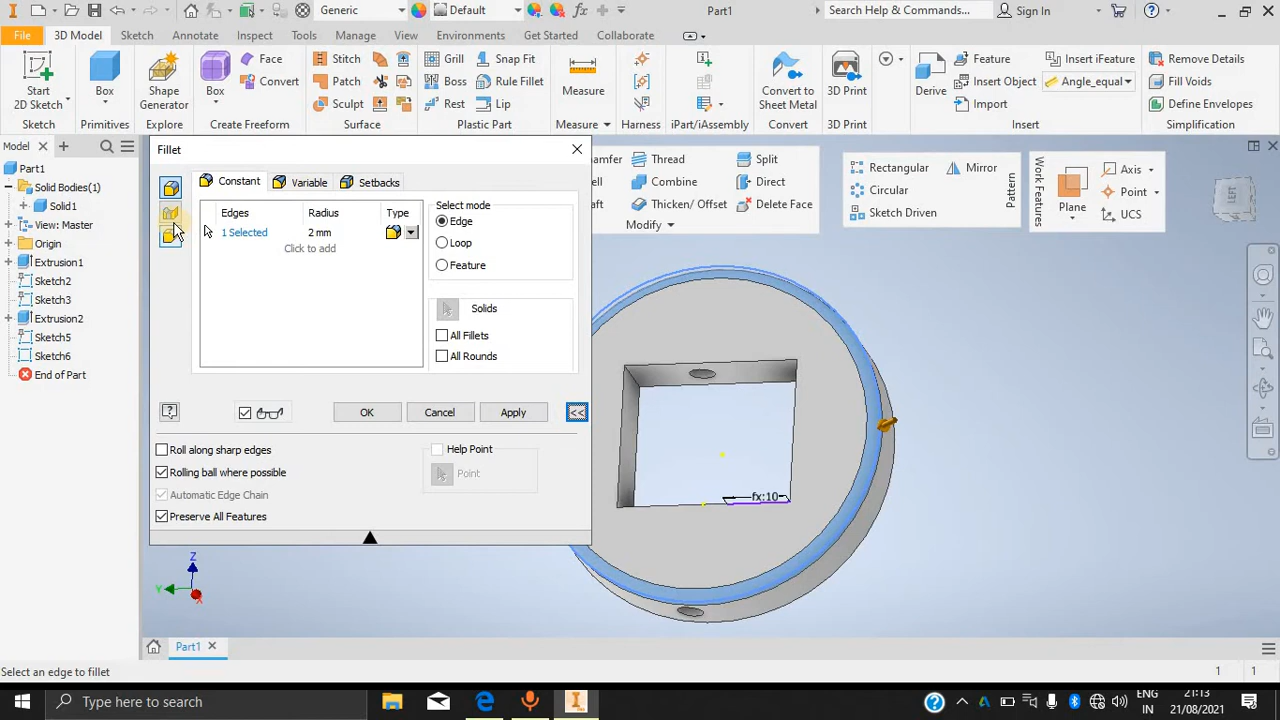 Generic
Default
Part1
Search Help & Commands...
Sign In
File
3D Model
Sketch
Annotate
Inspect
Tools
Manage
View
Environments
Get Started
Collaborate
Start
2D Sketch
Sketch
Box
Primitives
Shape
Generator
Explore
Box
Face
Convert
Create Freeform
Stitch
Patch
Sculpt
Surface
Grill
Boss
Rest
Snap Fit
Rule Fillet
Lip
Plastic Part
Measure
Measure
Harness
iPart/iAssembly
Convert to
Sheet Metal
Convert
3D Print
3D Print
Derive
Feature
Insert Object
Import
Insert iFeature
Angle_equal
Insert
Remove Details
Fill Voids
Define Envelopes
Simplification
Model
Part1
Solid Bodies(1)
Solid1
View: Master
Origin
Extrusion1
Sketch2
Sketch3
Extrusion2
Sketch5
Sketch6
End of Part
Fillet
Constant
Variable
Setbacks
Edges
Radius
Type
1 Selected
2 mm
Click to add
Select mode
Edge
Loop
Feature
Solids
All Fillets
All Rounds
OK
Cancel
Apply
<<
Roll along sharp edges
Rolling ball where possible
Automatic Edge Chain
Preserve All Features
Help Point
Point
hamfer
Thread
Split
Combine
Direct
Thicken/ Offset
Delete Face
Modify
Rectangular
Mirror
Circular
Sketch Driven
Pattern
Work
Features
Plane
Axis
Point
UCS
LEFT
fx:10
Z
Y
X
Part1
Select an edge to fillet
1
1
Type here to search
ENG
IN
21:13
21/08/2021